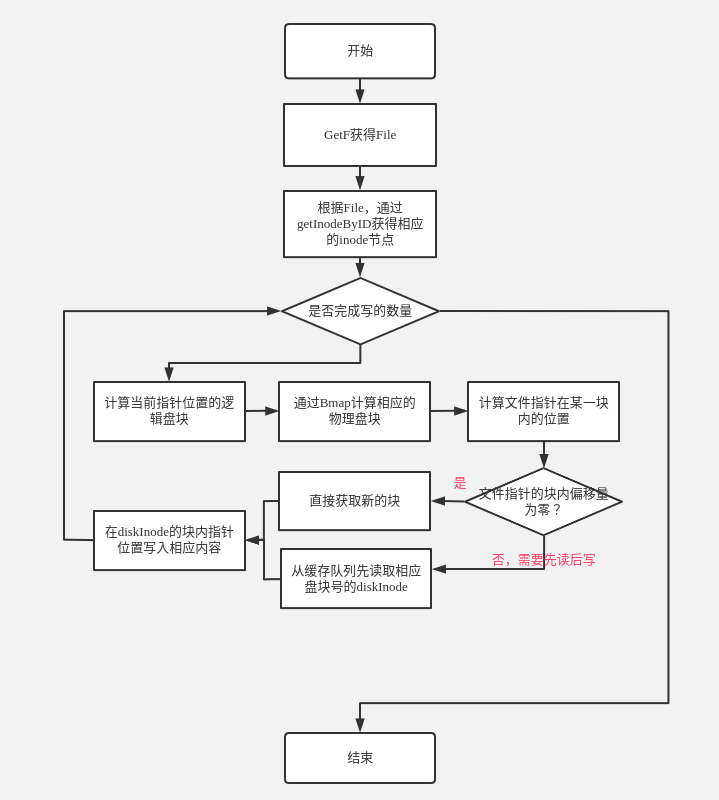 开始
GetF获得File
根据File，通过
getInodeByID获得相应
的inode节点
是否完成写的数量
计算当前指针位置的逻
辑盘块
通过Bmap计算相应的
物理盘块
计算文件指针在某一块
内的位置
是
文件指针的块内偏移量
为零？
直接获取新的块
在diskInode的块内指针
位置写入相应内容
否，需要先读后写
从缓存队列先读取相应
盘块号的diskInode
结束